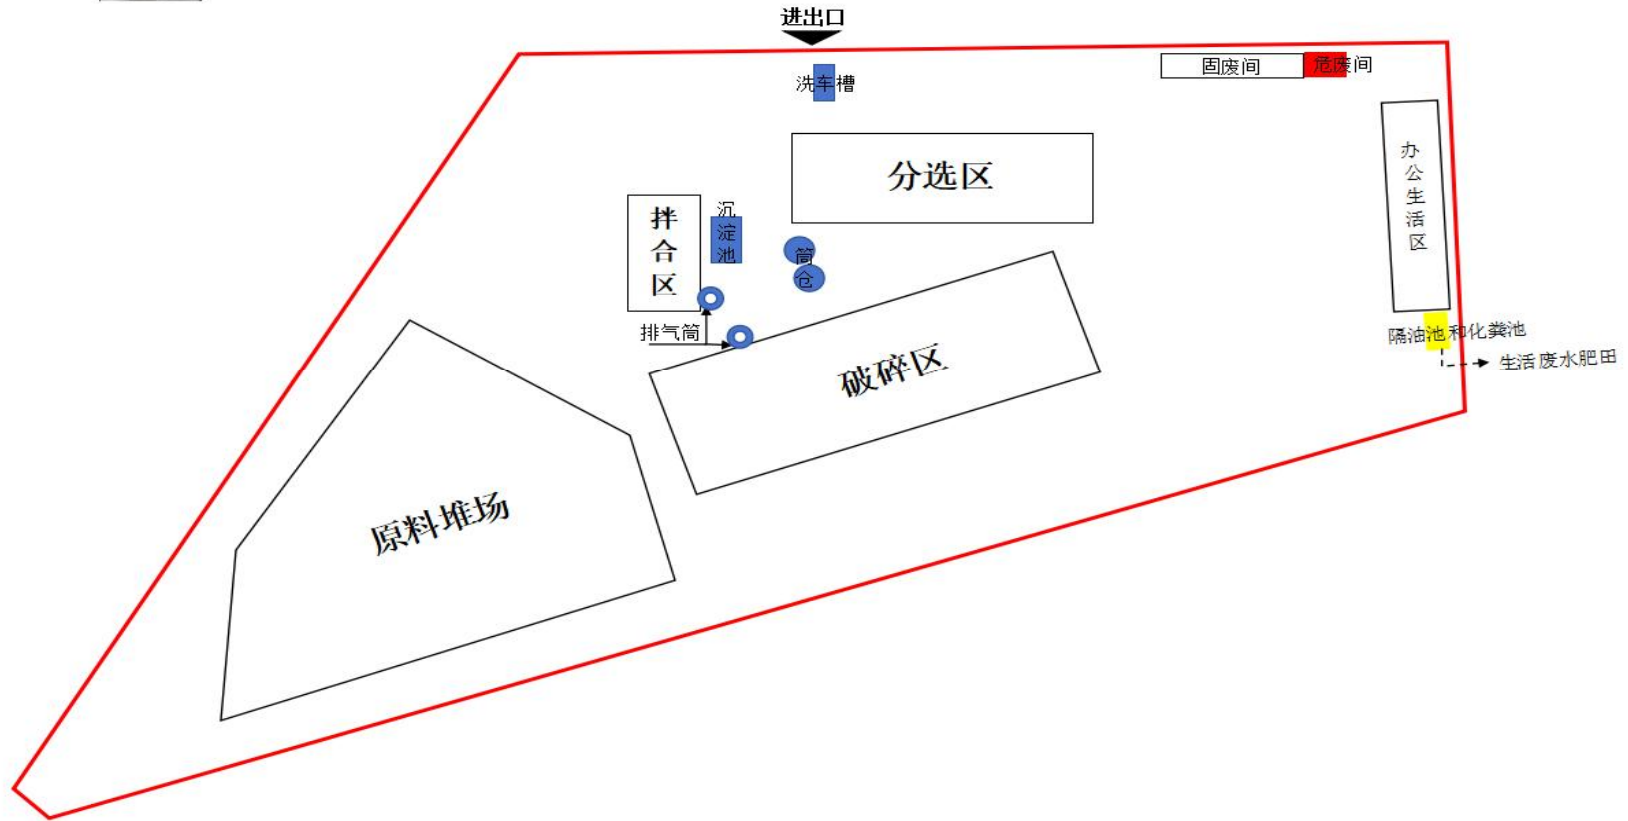 进出口
固废间
危废间
洗车槽
办公生活区
分选区
拌合区
沉淀池
筒仓
排气筒
隔油池和化粪池
生活废水肥田
破碎区
原料堆场